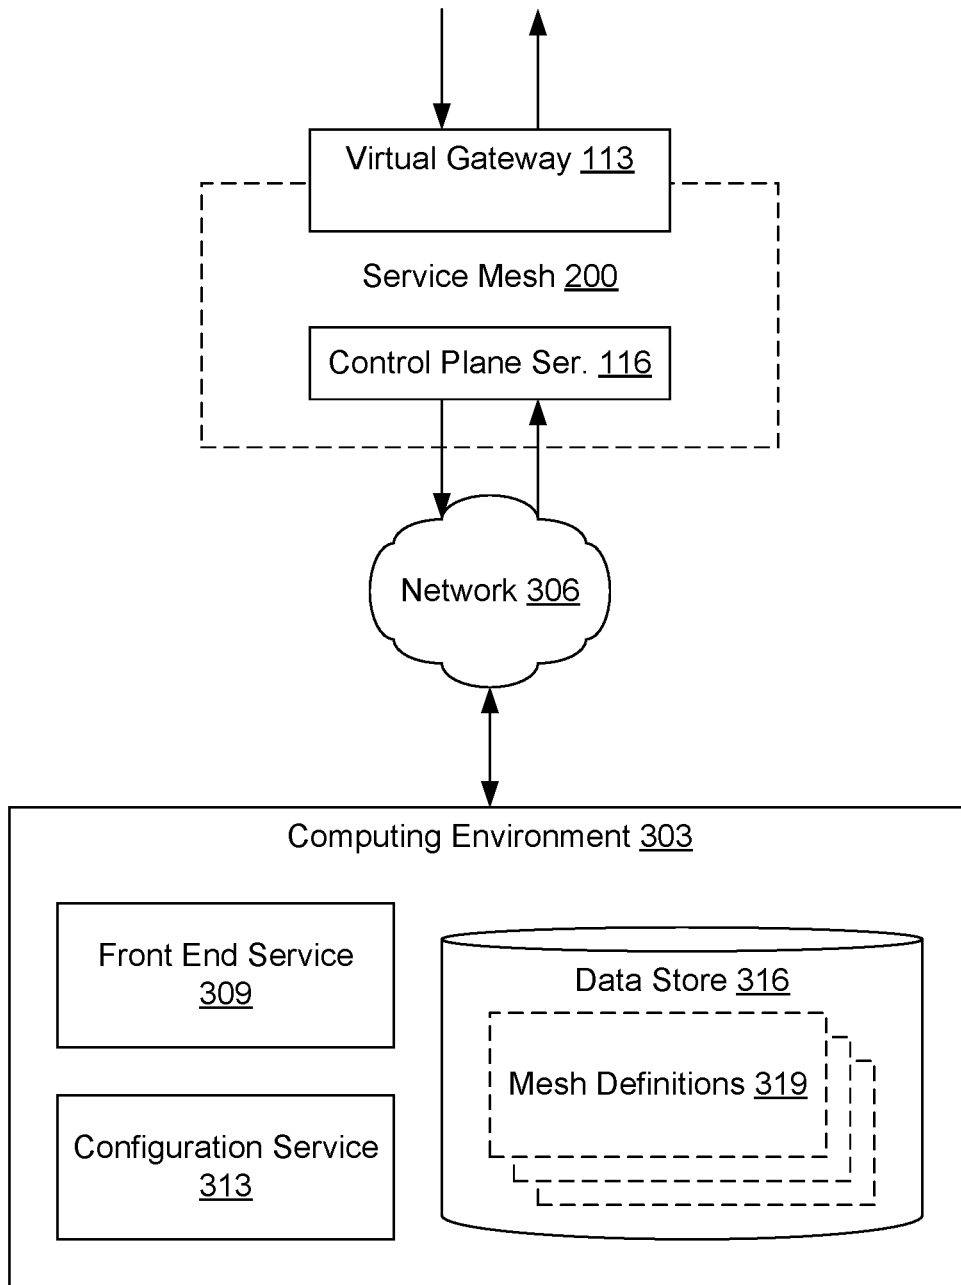 Virtual Gateway 113
Service Mesh 200
Control Plane Ser. 116
Network 306
Computing Environment 303
Front End Service
309
Data Store 316
Mesh Definitions 319
Configuration Service
313